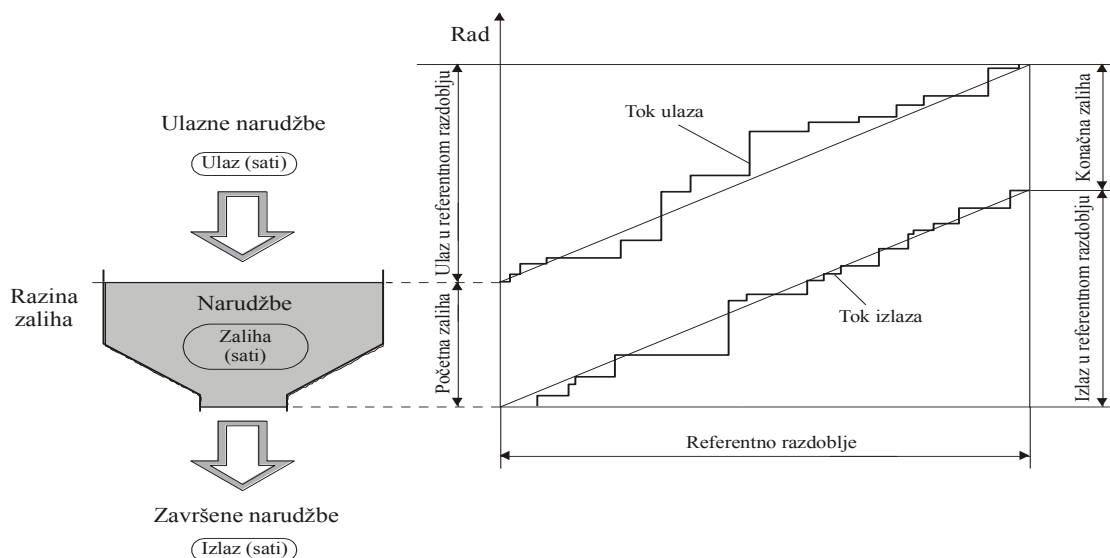 Rad
Ulazne narudžbe
Ulaz (sati)
Razina
zaliha
Narudžbe
Zaliha
(sati)
Završene narudžbe
Izlaz (sati)
Ulaz u referentnom razdoblju
Početna zaliha
Tok ulaza
Tok izlaza
Konačna zaliha
Izlaz u referentnom razdoblju
Referentno razdoblje